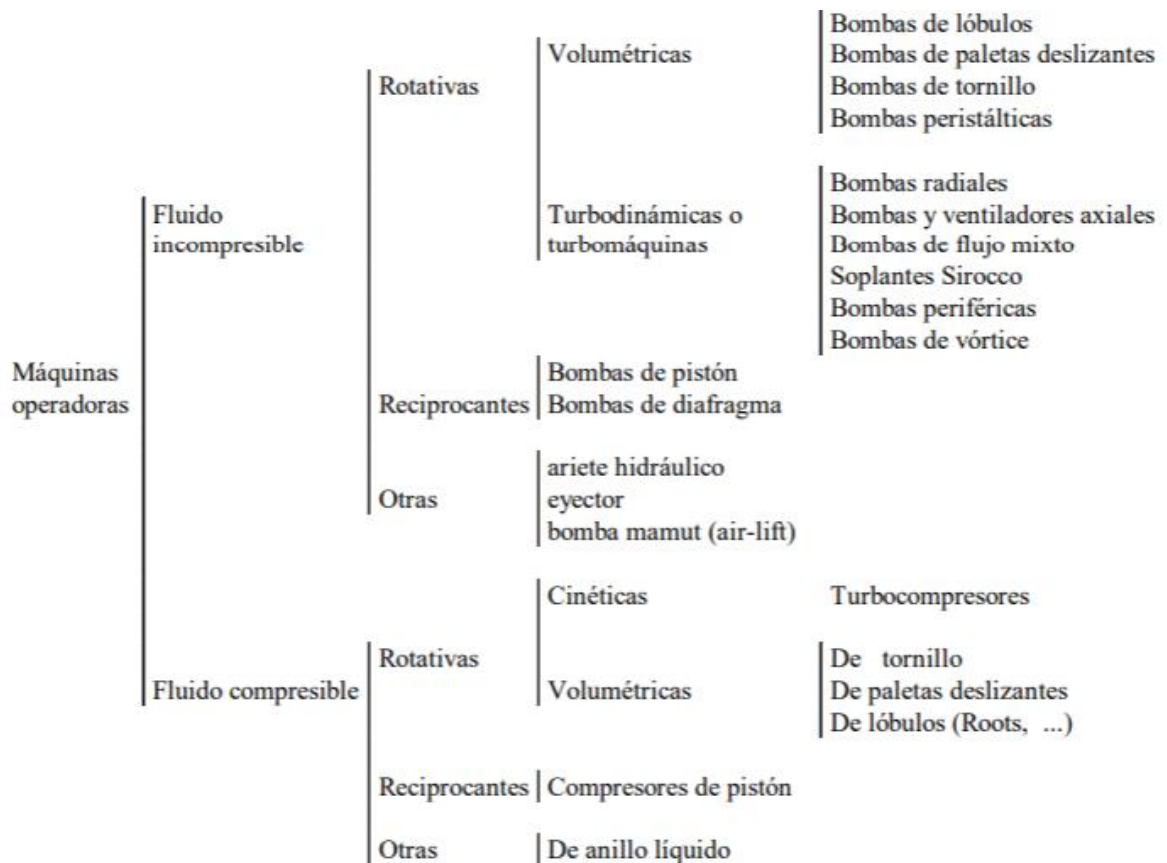 Máquinas
operadoras
Fluido
incompresible
Rotativas
Volumétricas
Bombas de lóbulos
Bombas de paletas deslizantes
Bombas de tornillo
Bombas peristálticas
Turbodinámicas o
turbomáquinas
Bombas radiales
Bombas y ventiladores axiales
Bombas de flujo mixto
Soplantes Sirocco
Bombas periféricas
Bombas de vórtice
Reciprocantes
Bombas de pistón
Bombas de diafragma
Otras
ariete hidráulico
eyector
bomba mamut (air-lift)
Fluido compresible
Rotativas
Cinéticas
Turbocompresores
Volumétricas
De tornillo
De paletas deslizantes
De lóbulos (Roots, ...)
Reciprocantes
Compresores de pistón
Otras
De anillo líquido